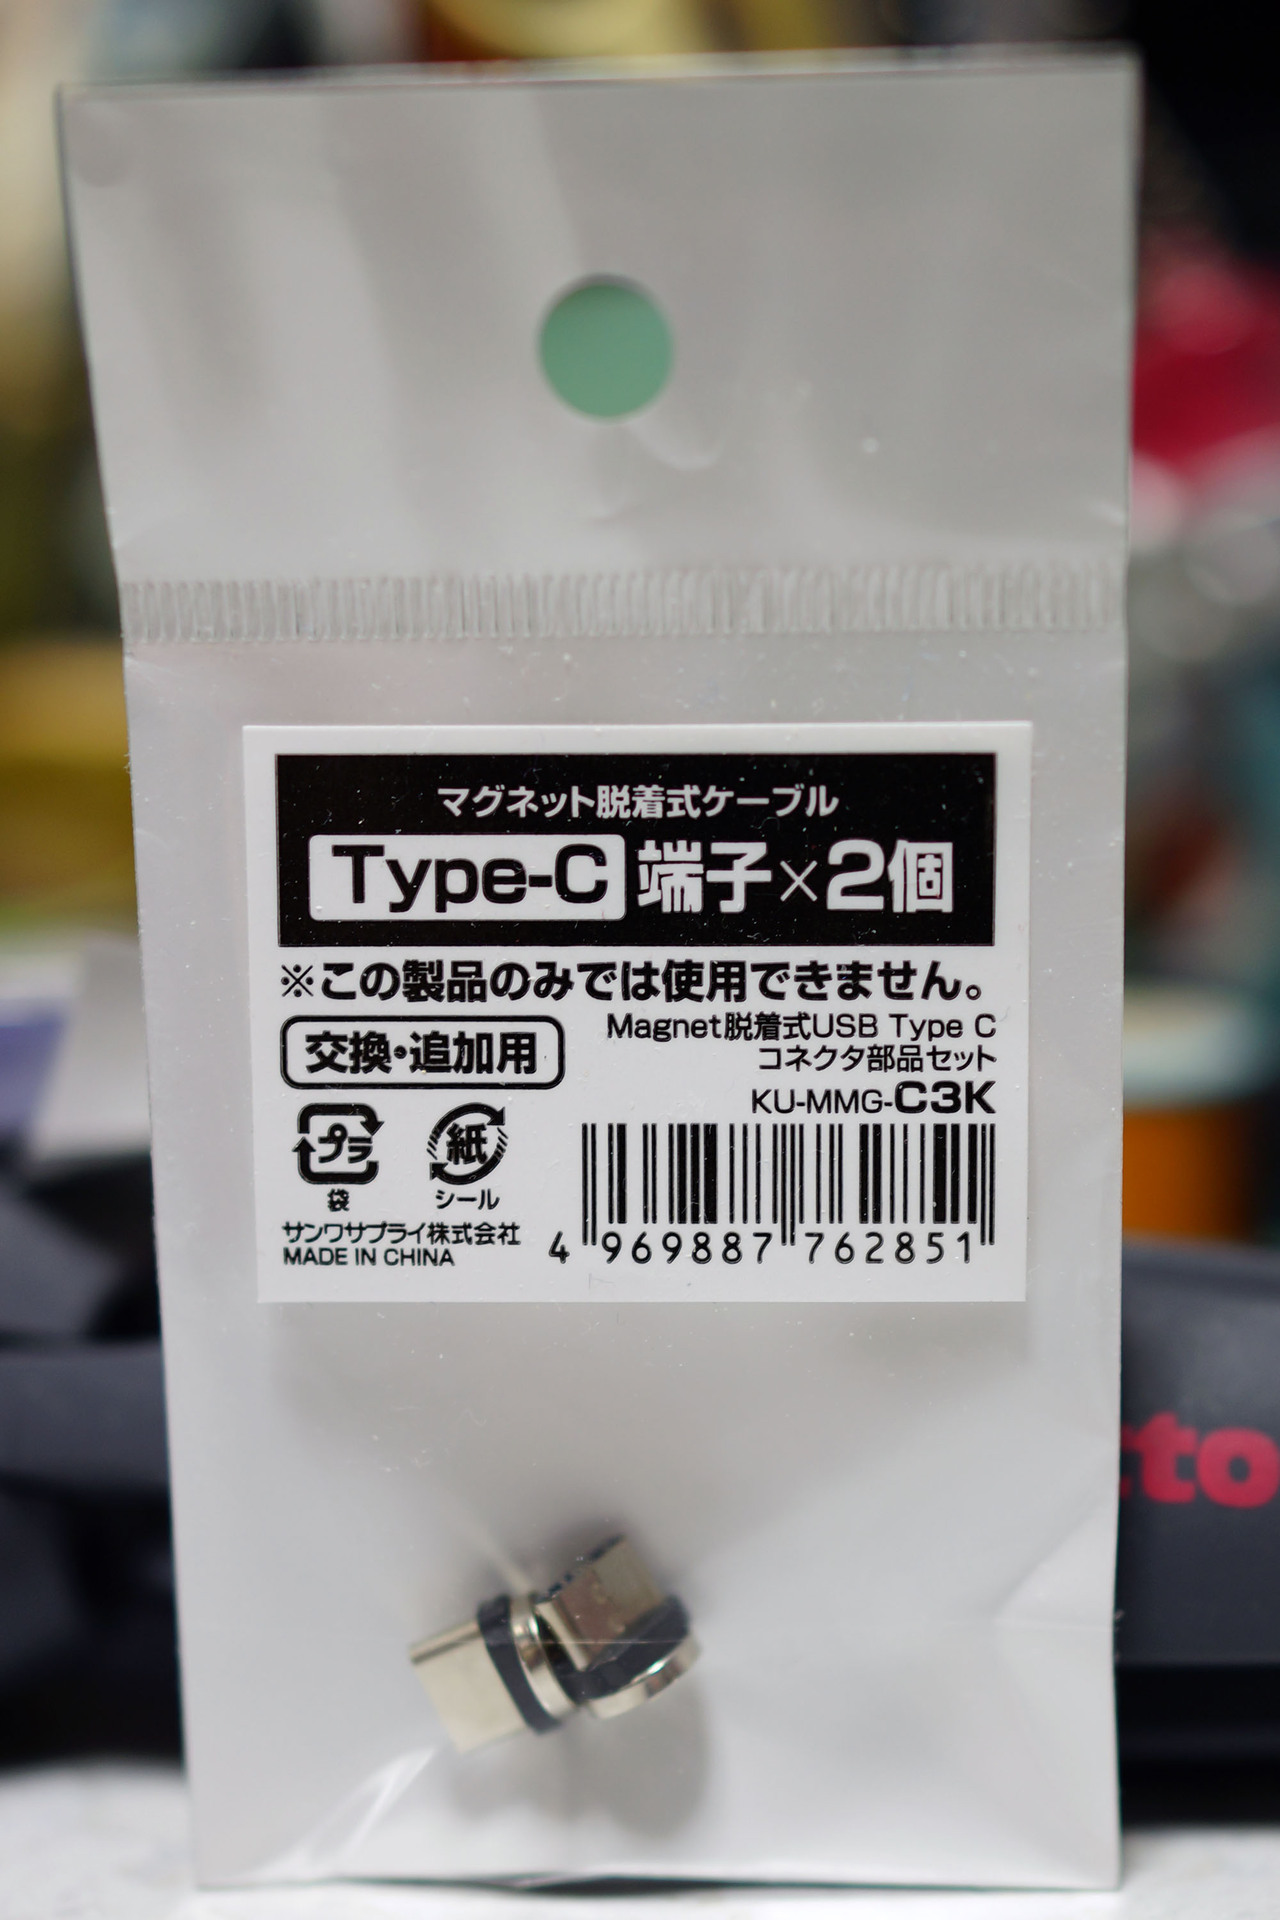 マグネット脱着式ケーブル
Type-C 端子×2個
※この製品のみでは使用できません。
交換・追加用
Magnet脱着式USB Type C
コネクタ部品セット
KU-MMG-C3K
プラ
袋
紙
シール
サンワサプライ株式会社
MADE IN CHINA
4 969887 762851